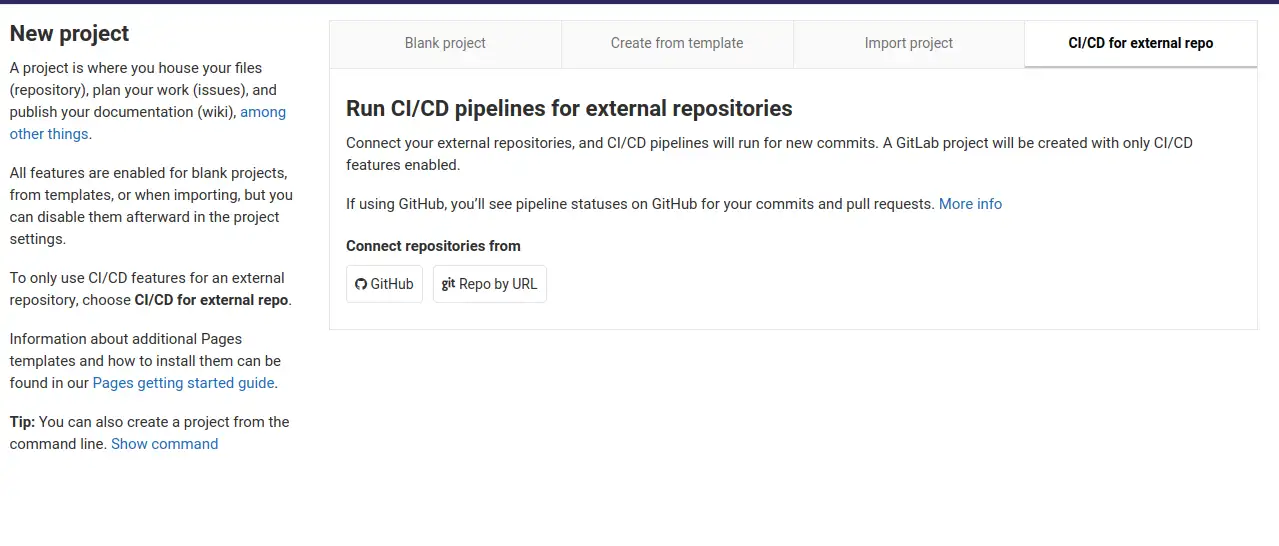 New project
A project is where you house your files
(repository), plan your work (issues), and
publish your documentation (wiki), among
other things.
All features are enabled for blank projects,
from templates, or when importing, but you
can disable them afterward in the project
settings.
To only use CI/CD features for an external
repository, choose CI/CD for external repo.
Information about additional Pages
templates and how to install them can be
found in our Pages getting started guide.
Tip: You can also create a project from the
command line. Show command
Blank project
Create from template
Import project
CI/CD for external repo
Run CI/CD pipelines for external repositories
Connect your external repositories, and CI/CD pipelines will run for new commits. A GitLab project will be created with only CI/CD
features enabled.
If using GitHub, you’ll see pipeline statuses on GitHub for your commits and pull requests. More info
Connect repositories from
GitHub
git Repo by URL